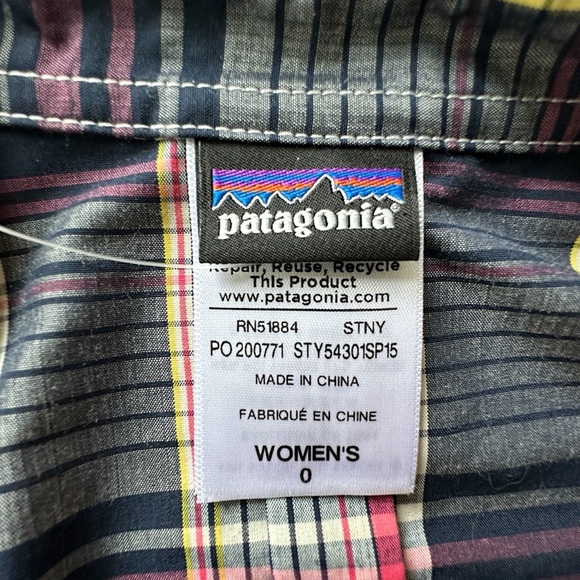 patagonia®
Repair, Reuse, Recycle
This Product
www.patagonia.com
RN51884 STNY
PO 200771 STY54301SP15
MADE IN CHINA
FABRIQUÉ EN CHINE
WOMEN'S
0